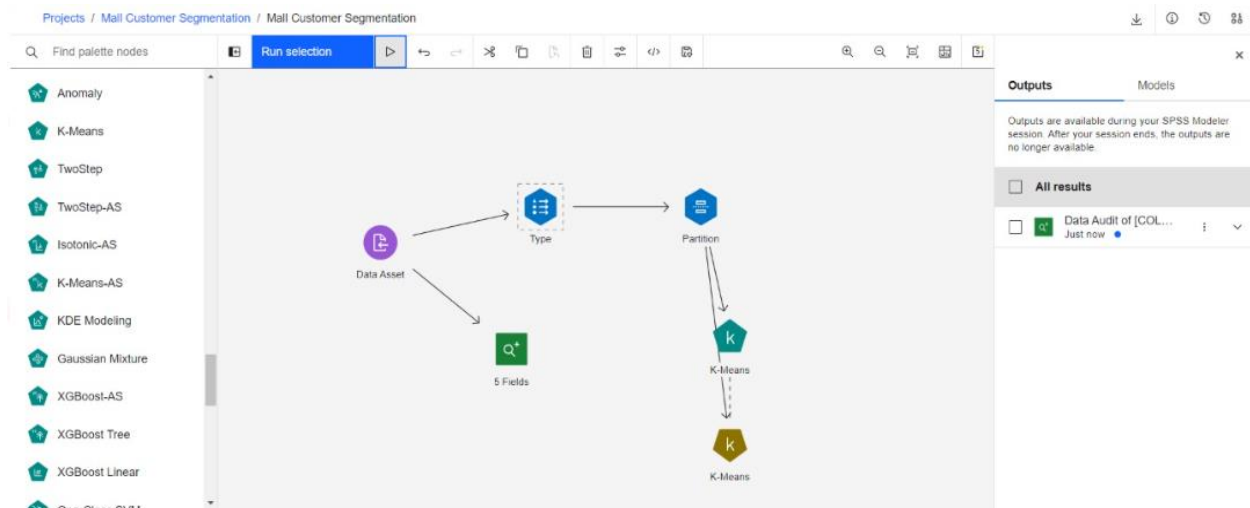 Projects / Mall Customer Segmentation / Mall Customer Segmentation
Find palette nodes
Run selection
Anomaly
K-Means
TwoStep
TwoStep-AS
Isotonic-AS
K-Means-AS
KDE Modeling
Gaussian Mixture
XGBoost-AS
XGBoost Tree
XGBoost Linear
Data Asset
Type
Partition
5 Fields
k
K-Means
k
K-Means
Outputs Models
Outputs are available during your SPSS Modeler
session. After your session ends, the outputs are
no longer available.
All results
Data Audit of [COL...
Just now